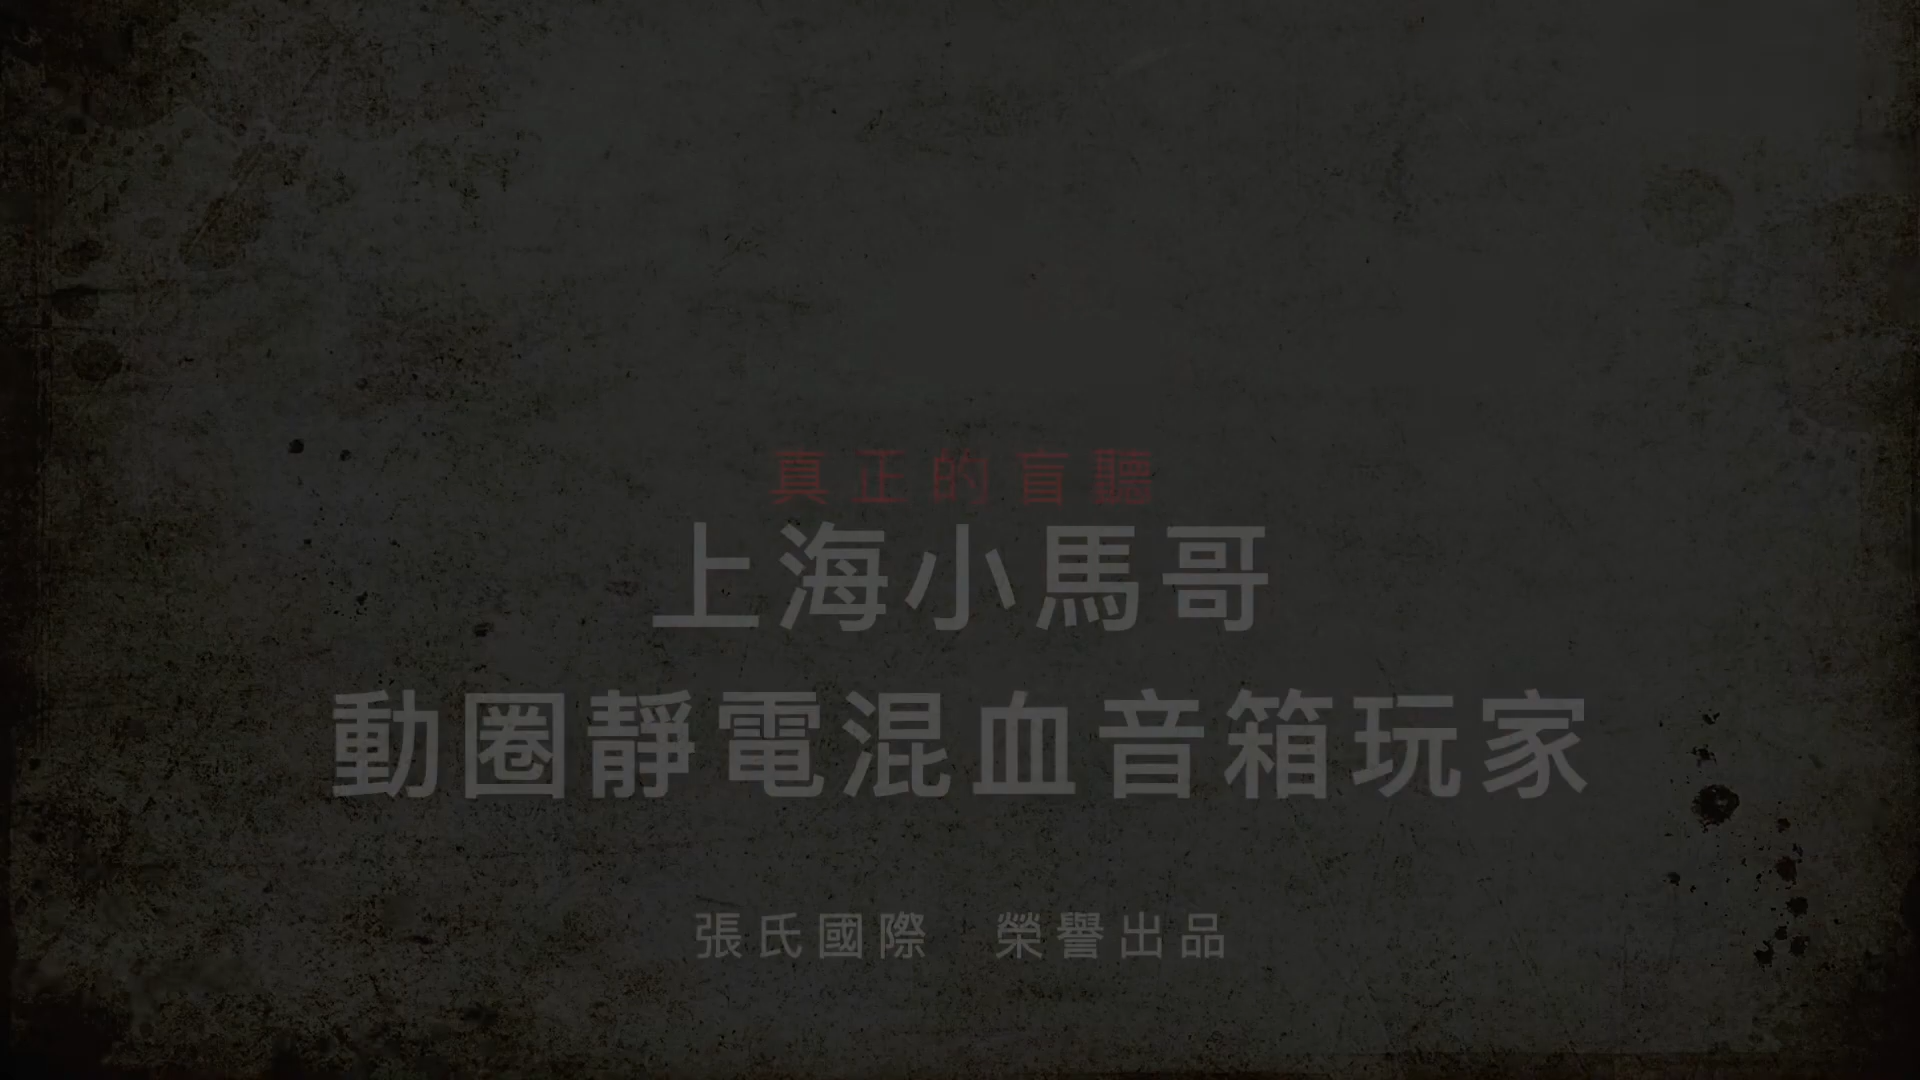 真正的盲聽
上海小馬哥
動圈靜電混血音箱玩家
張氏國際　榮譽出品